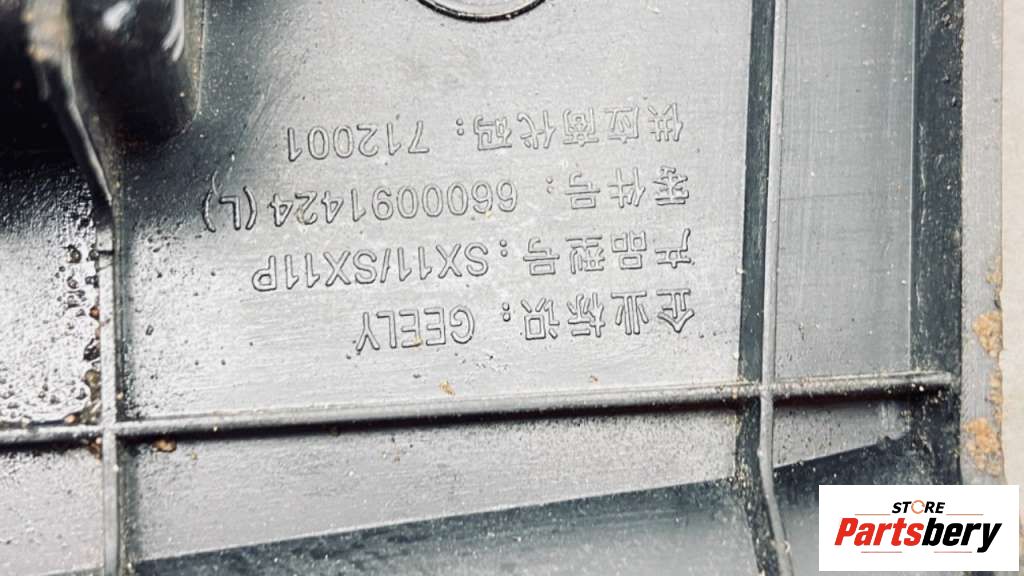 企业标识：GEELY
产品型号：SX11/SX11P
零件号：6600091424(L)
供应商代码：712001
STORE
Partsbery